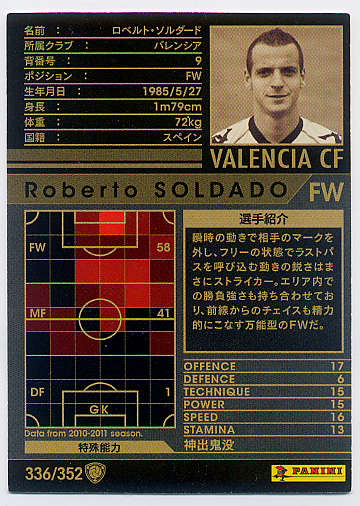 名前 : ロベルト・ソルダード
所属クラブ : バレンシア
背番号 : 9
ポジション : FW
生年月日 : 1985/5/27
身長 : 1m79cm
体重 : 72kg
国籍 : スペイン
VALENCIA CF
Roberto SOLDADO FW
FW 58
MF 41
DF 1
GK
Data from 2010-2011 season.
特殊能力
選手紹介
瞬時の動きで相手のマークを
外し、フリーの状態でラストパ
スを呼び込む動きの鋭さはま
さにストライカー。エリア内で
の勝負強さも持ち合わせてお
り、前線からのチェイスも精力
的にこなす万能型のFWだ。
OFFENCE 17
DEFENCE 6
TECHNIQUE 15
POWER 15
SPEED 16
STAMINA 13
神出鬼没
336/352
PANINI